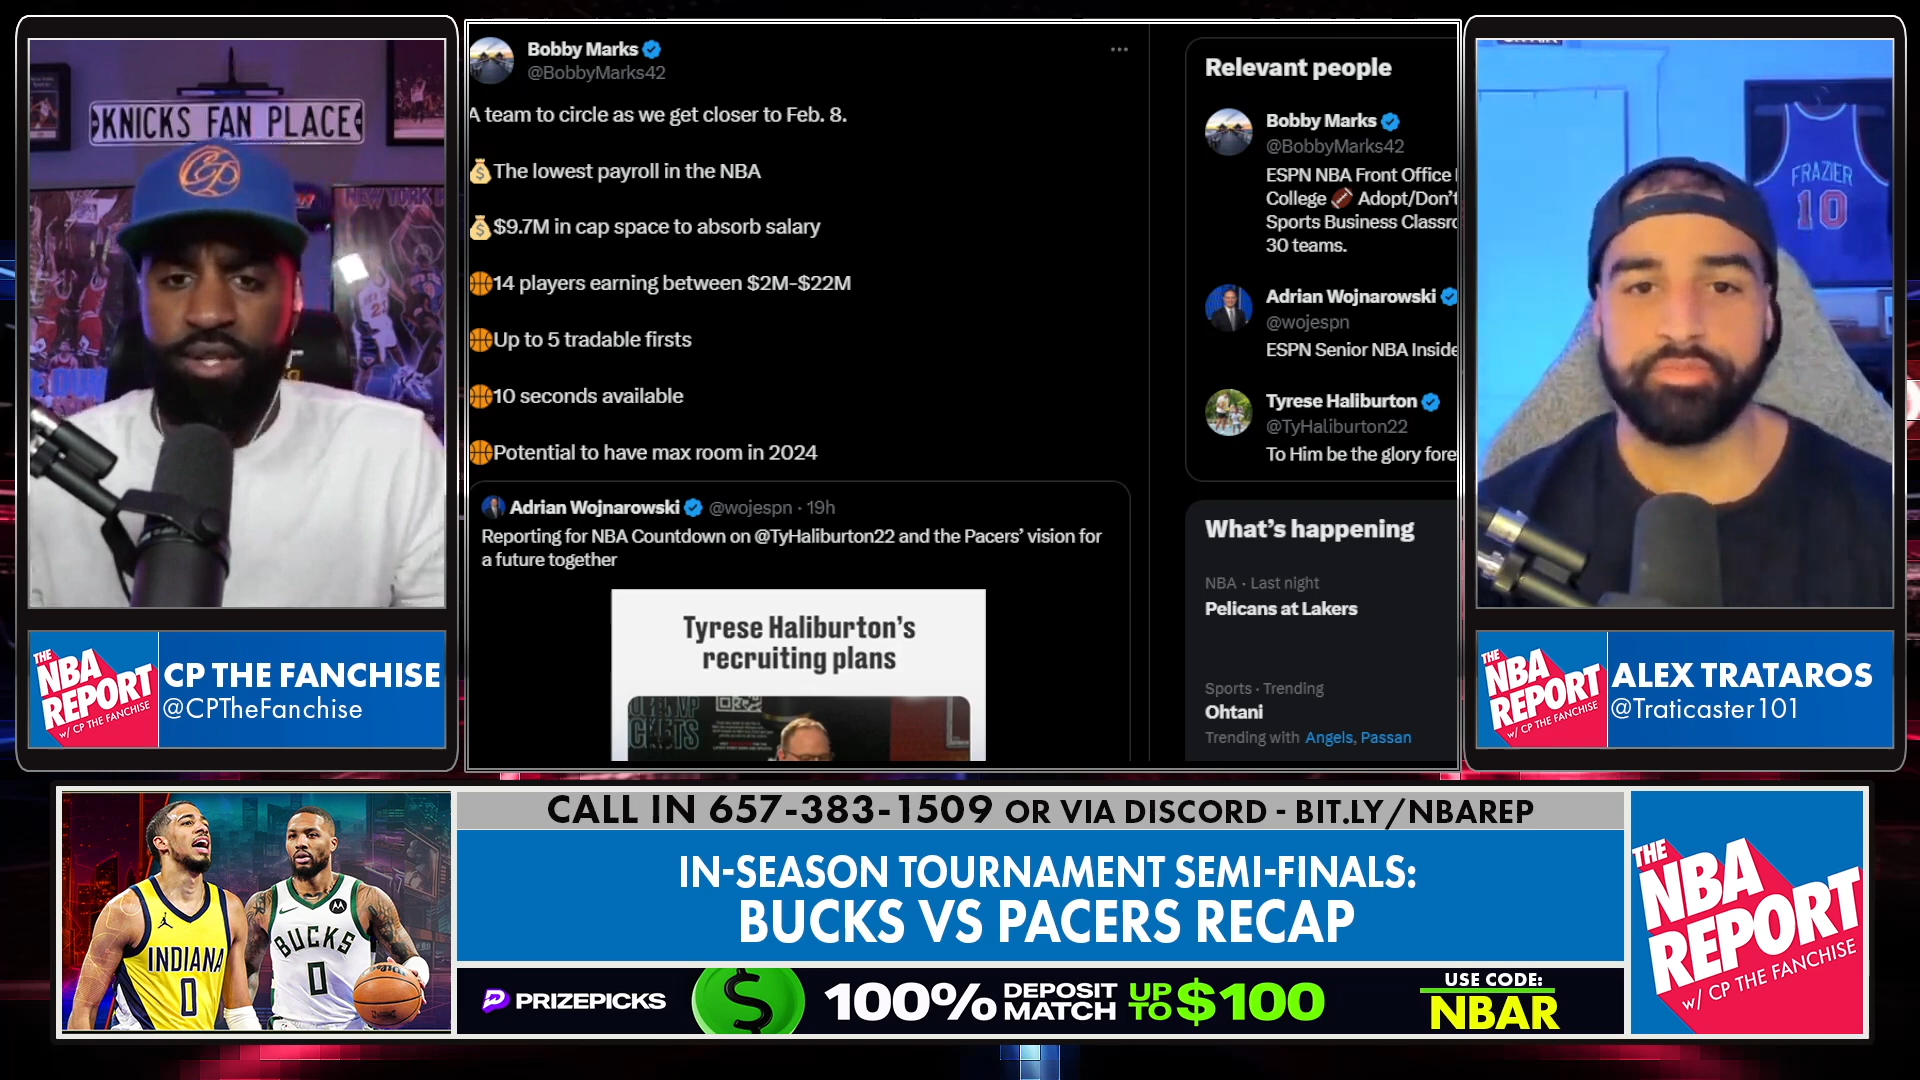 KNICKS FAN PLACE
NEW YORK
Bobby Marks
@BobbyMarks42
A team to circle as we get closer to Feb. 8.
The lowest payroll in the NBA
$9.7M in cap space to absorb salary
14 players earning between $2M-$22M
Up to 5 tradable firsts
10 seconds available
Potential to have max room in 2024
Adrian Wojnarowski @wojespn · 19h
Reporting for NBA Countdown on @TyHaliburton22 and the Pacers' vision for
a future together
Tyrese Haliburton's
recruiting plans
Relevant people
Bobby Marks
@BobbyMarks42
ESPN NBA Front Office
College 🏈 Adopt/Don't
Sports Business Classro
30 teams.
Adrian Wojnarowski
@wojespn
ESPN Senior NBA Inside
Tyrese Haliburton
@TyHaliburton22
To Him be the glory fore
What's happening
NBA · Last night
Pelicans at Lakers
Sports · Trending
Ohtani
Trending with Angels, Passan
FRAZIER
10
THE
NBA
REPORT
w/ CP THE FANCHISE
CP THE FANCHISE
@CPTheFanchise
THE
NBA
REPORT
w/ CP THE FANCHISE
ALEX TRATAROS
@Traticaster101
CALL IN 657-383-1509 OR VIA DISCORD - BIT.LY/NBAREP
IN-SEASON TOURNAMENT SEMI-FINALS:
BUCKS VS PACERS RECAP
INDIANA
0
BUCKS
0
PRIZEPICKS
$
100% DEPOSIT MATCH UP TO $100
USE CODE:
NBAR
THE
NBA
REPORT
w/ CP THE FANCHISE